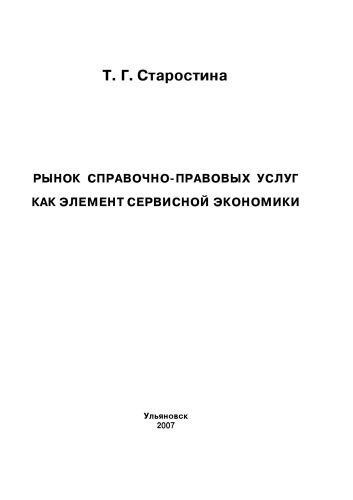 Т. Г. Старостина
РЫНОК СПРАВОЧНО-ПРАВОВЫХ УСЛУГ
КАК ЭЛЕМЕНТ СЕРВИСНОЙ ЭКОНОМИКИ
Ульяновск
2007